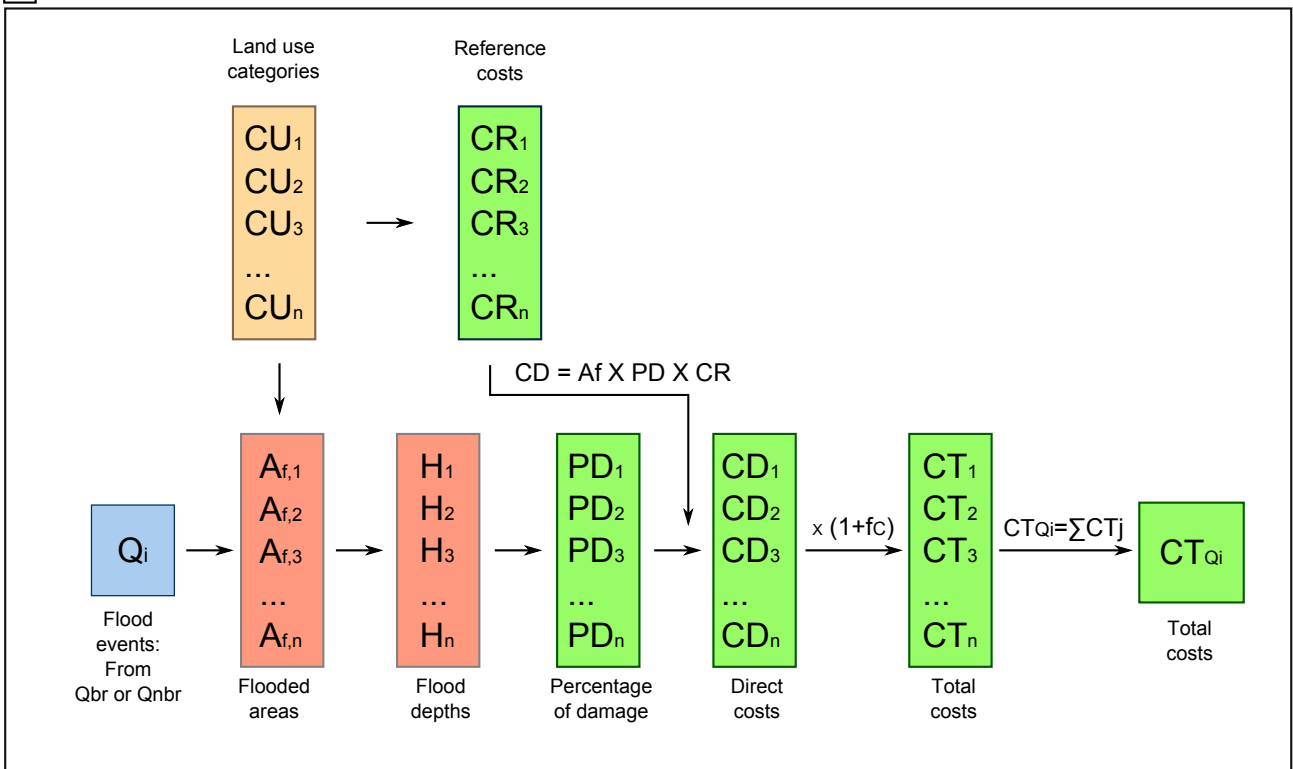 Land use
categories
Reference
costs
CU1
CU2
CU3
...
CUn
CR1
CR2
CR3
...
CRn
CD = Af X PD X CR
Qi
Flood
events:
From
Qbr or Qnbr
Af,1
Af,2
Af,3
...
Af,n
Flooded
areas
H1
H2
H3
...
Hn
Flood
depths
PD1
PD2
PD3
...
PDn
Percentage
of damage
CD1
CD2
CD3
...
CDn
Direct
costs
x (1+fc)
CT1
CT2
CT3
...
CTn
Total
costs
CTQi=∑CTj
CTQi
Total
costs